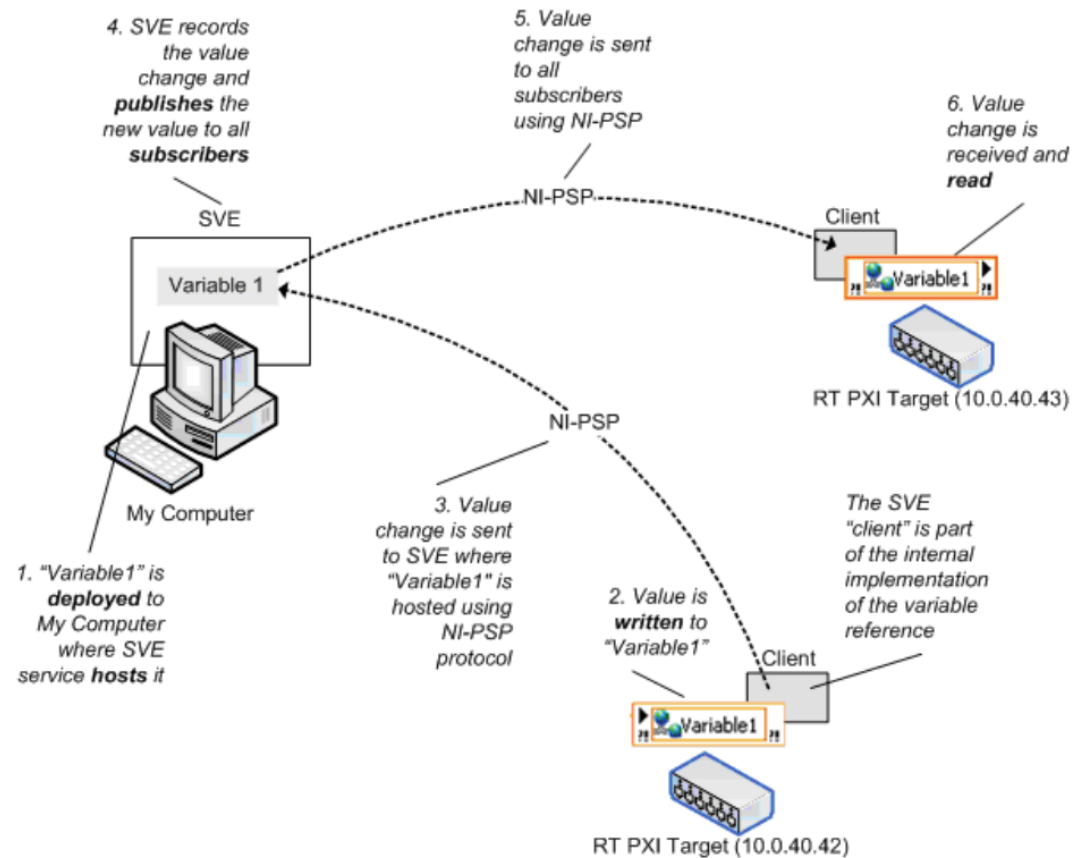 4. SVE records
the value
change and
publishes the
new value to all
subscribers
5. Value
change is sent
to all
subscribers
using NI-PSP
6. Value
change is
received and
read
NI-PSP
SVE
Client
Variable 1
Variable1
RT PXI Target (10.0.40.43)
NI-PSP
My Computer
3. Value
change is sent
to SVE where
"Variable1" is
hosted using
NI-PSP
protocol
The SVE
“client” is part
of the internal
implementation
of the variable
reference
1. “Variable1” is
deployed to
My Computer
where SVE
service hosts it
2. Value is
written to
“Variable1”
Client
Variable1
RT PXI Target (10.0.40.42)